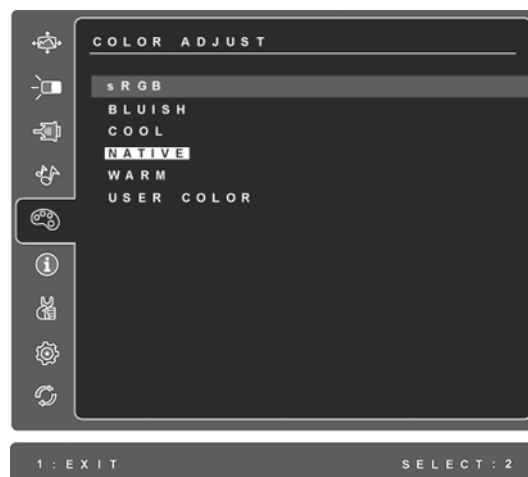 COLOR ADJUST
sRGB
BLUISH
COOL
NATIVE
WARM
USER COLOR
1:EXIT SELECT:2